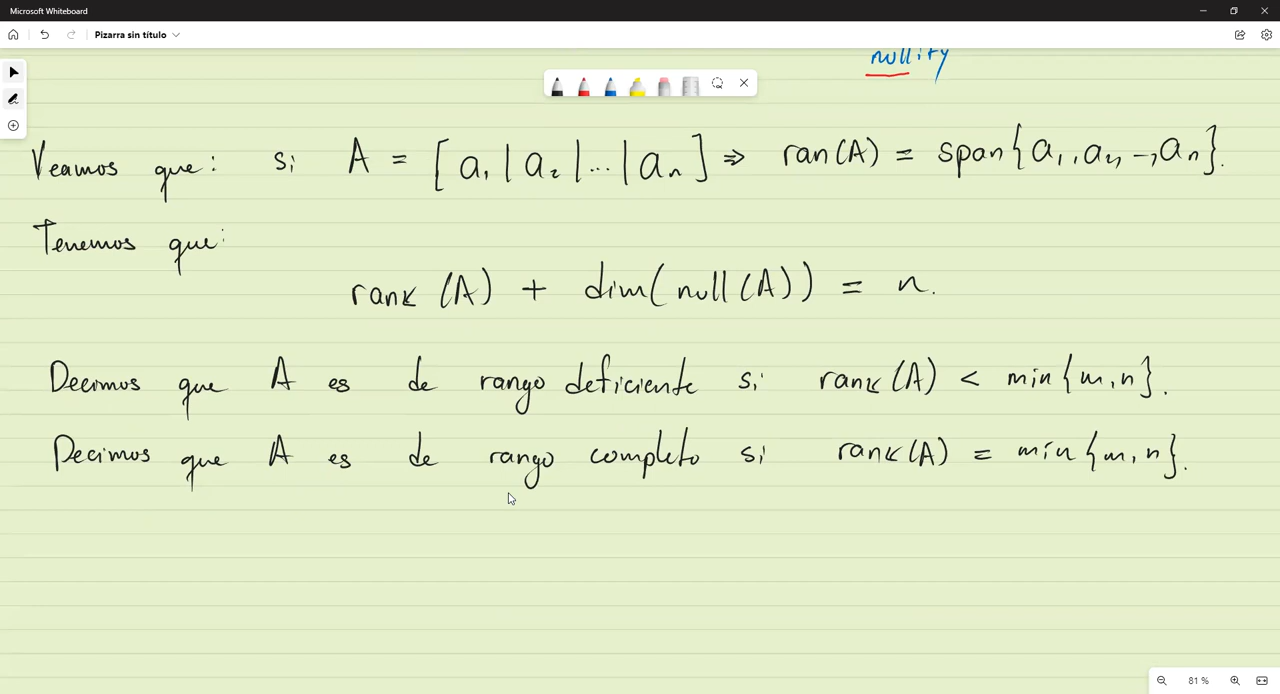 Microsoft Whiteboard
Pizarra sin título
nullity
Veamos que: si A = [a₁ | a₂ | ... | aₙ] ⇒ ran(A) = span{a₁, a₂, ..., aₙ}.
Tenemos que:
rank (A) + dim(null(A)) = n.
Decimos que A es de rango deficiente si rank(A) < min{m, n}.
Decimos que A es de rango completo si rank(A) = min{m, n}.
81 %